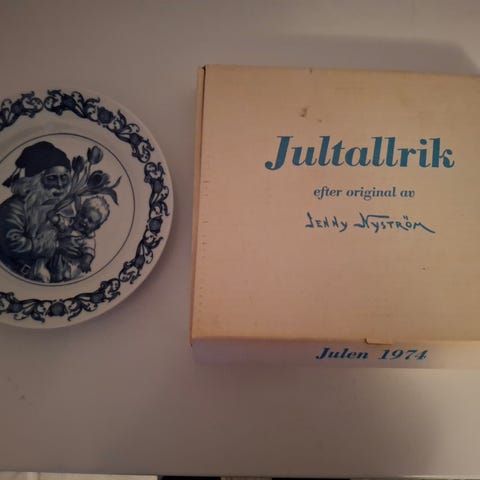 Jultallrik
efter original av
Jenny Nyström
Julen 1974